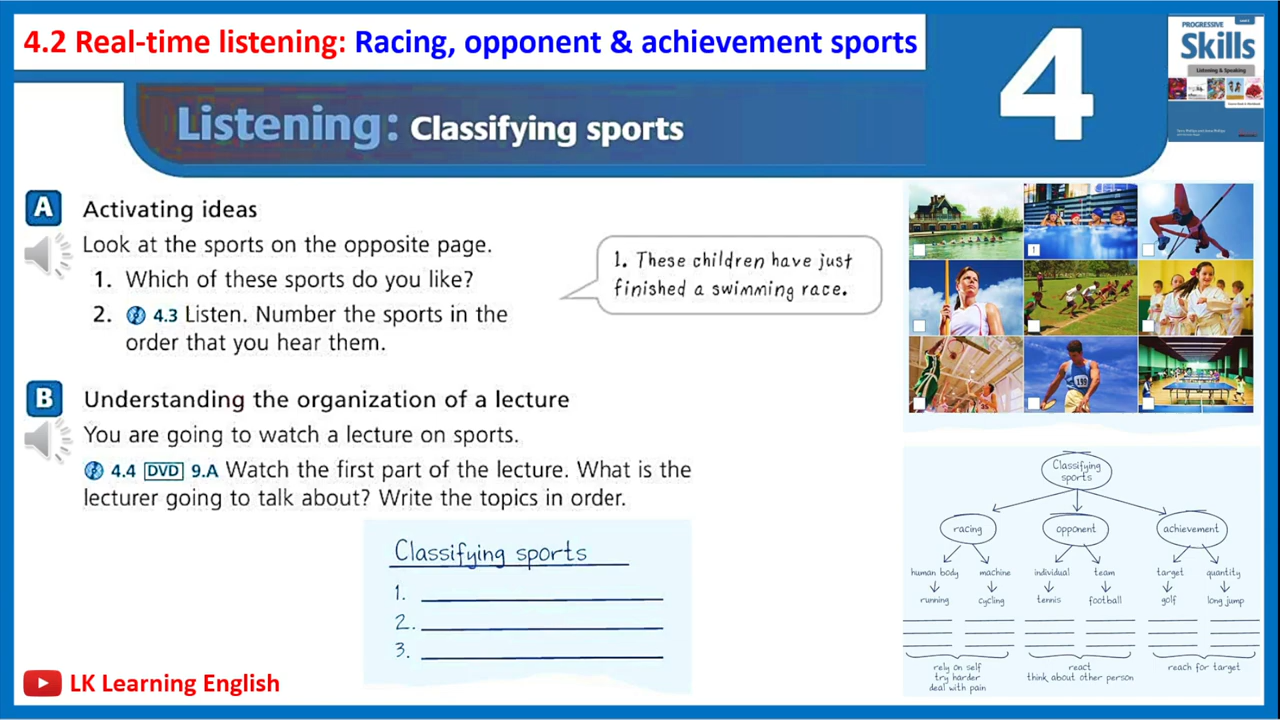 4.2 Real-time listening: Racing, opponent & achievement sports
4
PROGRESSIVE
Skills
Listening & Speaking
Listening: Classifying sports
A Activating ideas
Look at the sports on the opposite page.
1. Which of these sports do you like?
2. 4.3 Listen. Number the sports in the
order that you hear them.
1. These children have just
finished a swimming race.
1
B Understanding the organization of a lecture
You are going to watch a lecture on sports.
4.4 DVD 9.A Watch the first part of the lecture. What is the
lecturer going to talk about? Write the topics in order.
Classifying sports
1.
2.
3.
Classifying
sports
racing opponent achievement
human body machine individual team target quantity
running cycling tennis football golf long jump
rely on self
try harder
deal with pain
react
think about other person
reach for target
LK Learning English